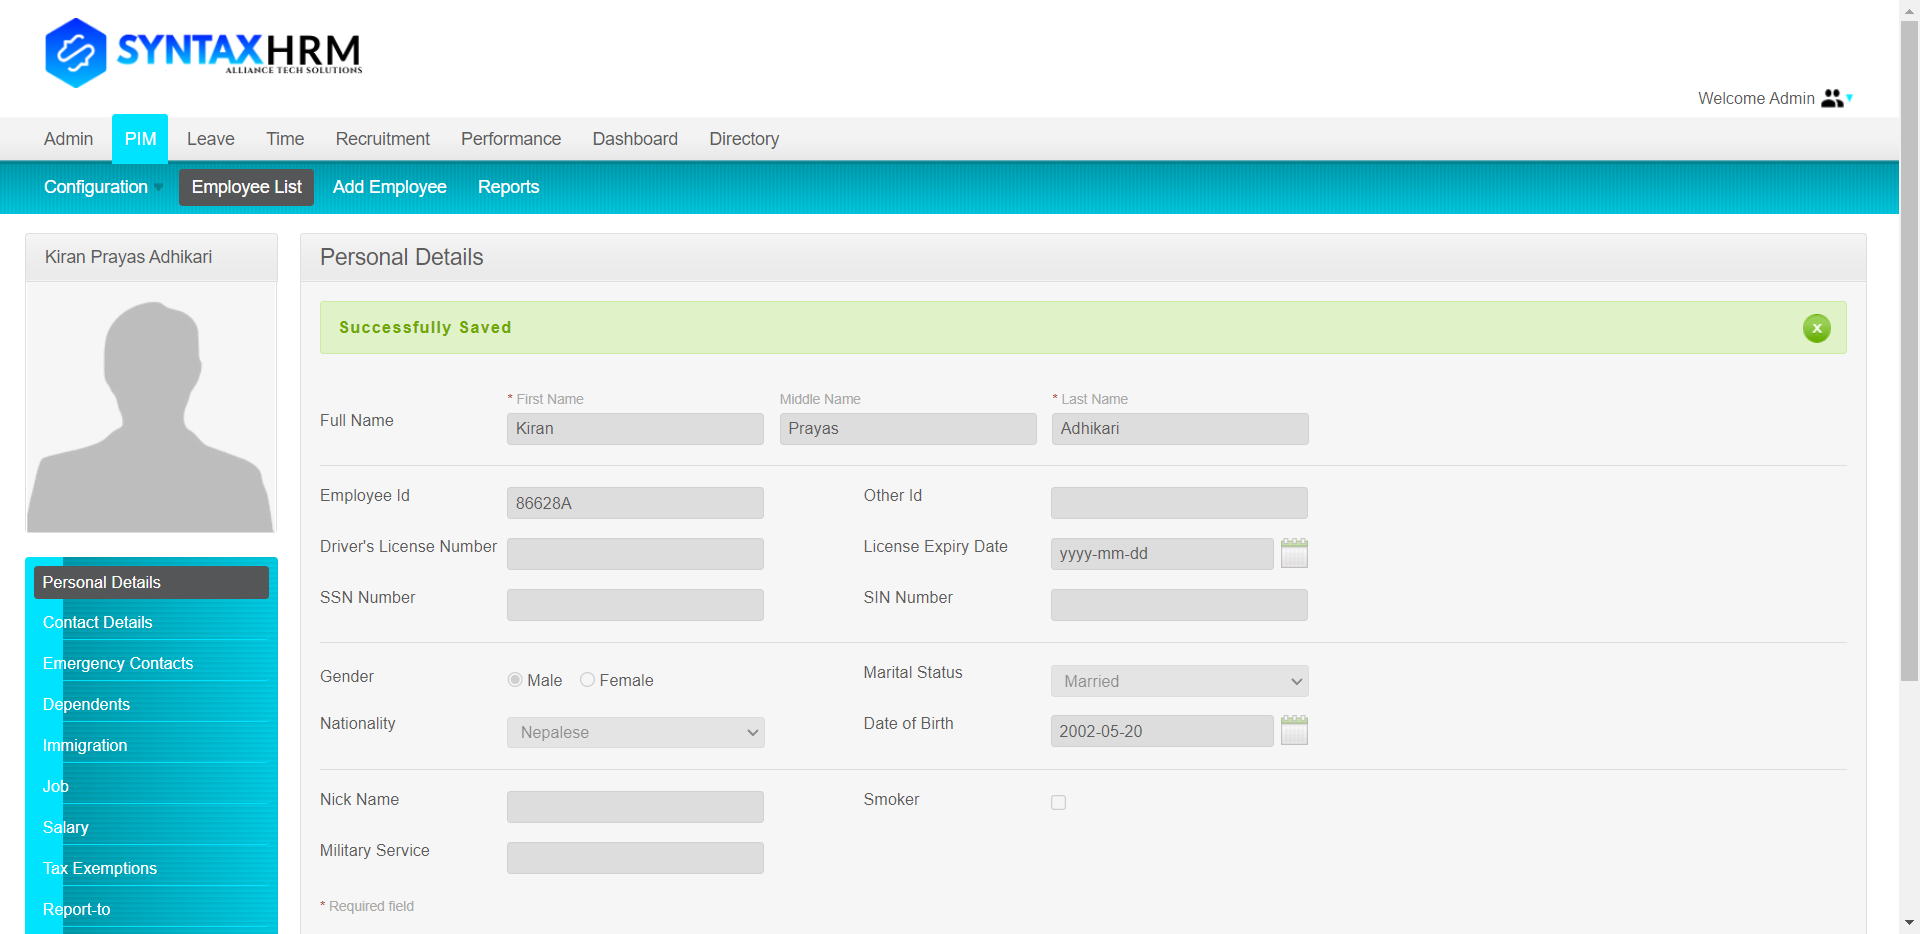 SYNTAXHRM
ALLIANCE TECH SOLUTIONS
Welcome Admin
Admin PIM Leave Time Recruitment Performance Dashboard Directory
Configuration Employee List Add Employee Reports
Kiran Prayas Adhikari
Personal Details
Contact Details
Emergency Contacts
Dependents
Immigration
Job
Salary
Tax Exemptions
Report-to
Personal Details
Successfully Saved
x
* First Name Middle Name * Last Name
Full Name Kiran Prayas Adhikari
Employee Id 86628A Other Id
Driver's License Number License Expiry Date yyyy-mm-dd
SSN Number SIN Number
Gender Male Female Marital Status Married
Nationality Nepalese Date of Birth 2002-05-20
Nick Name Smoker
Military Service
* Required field